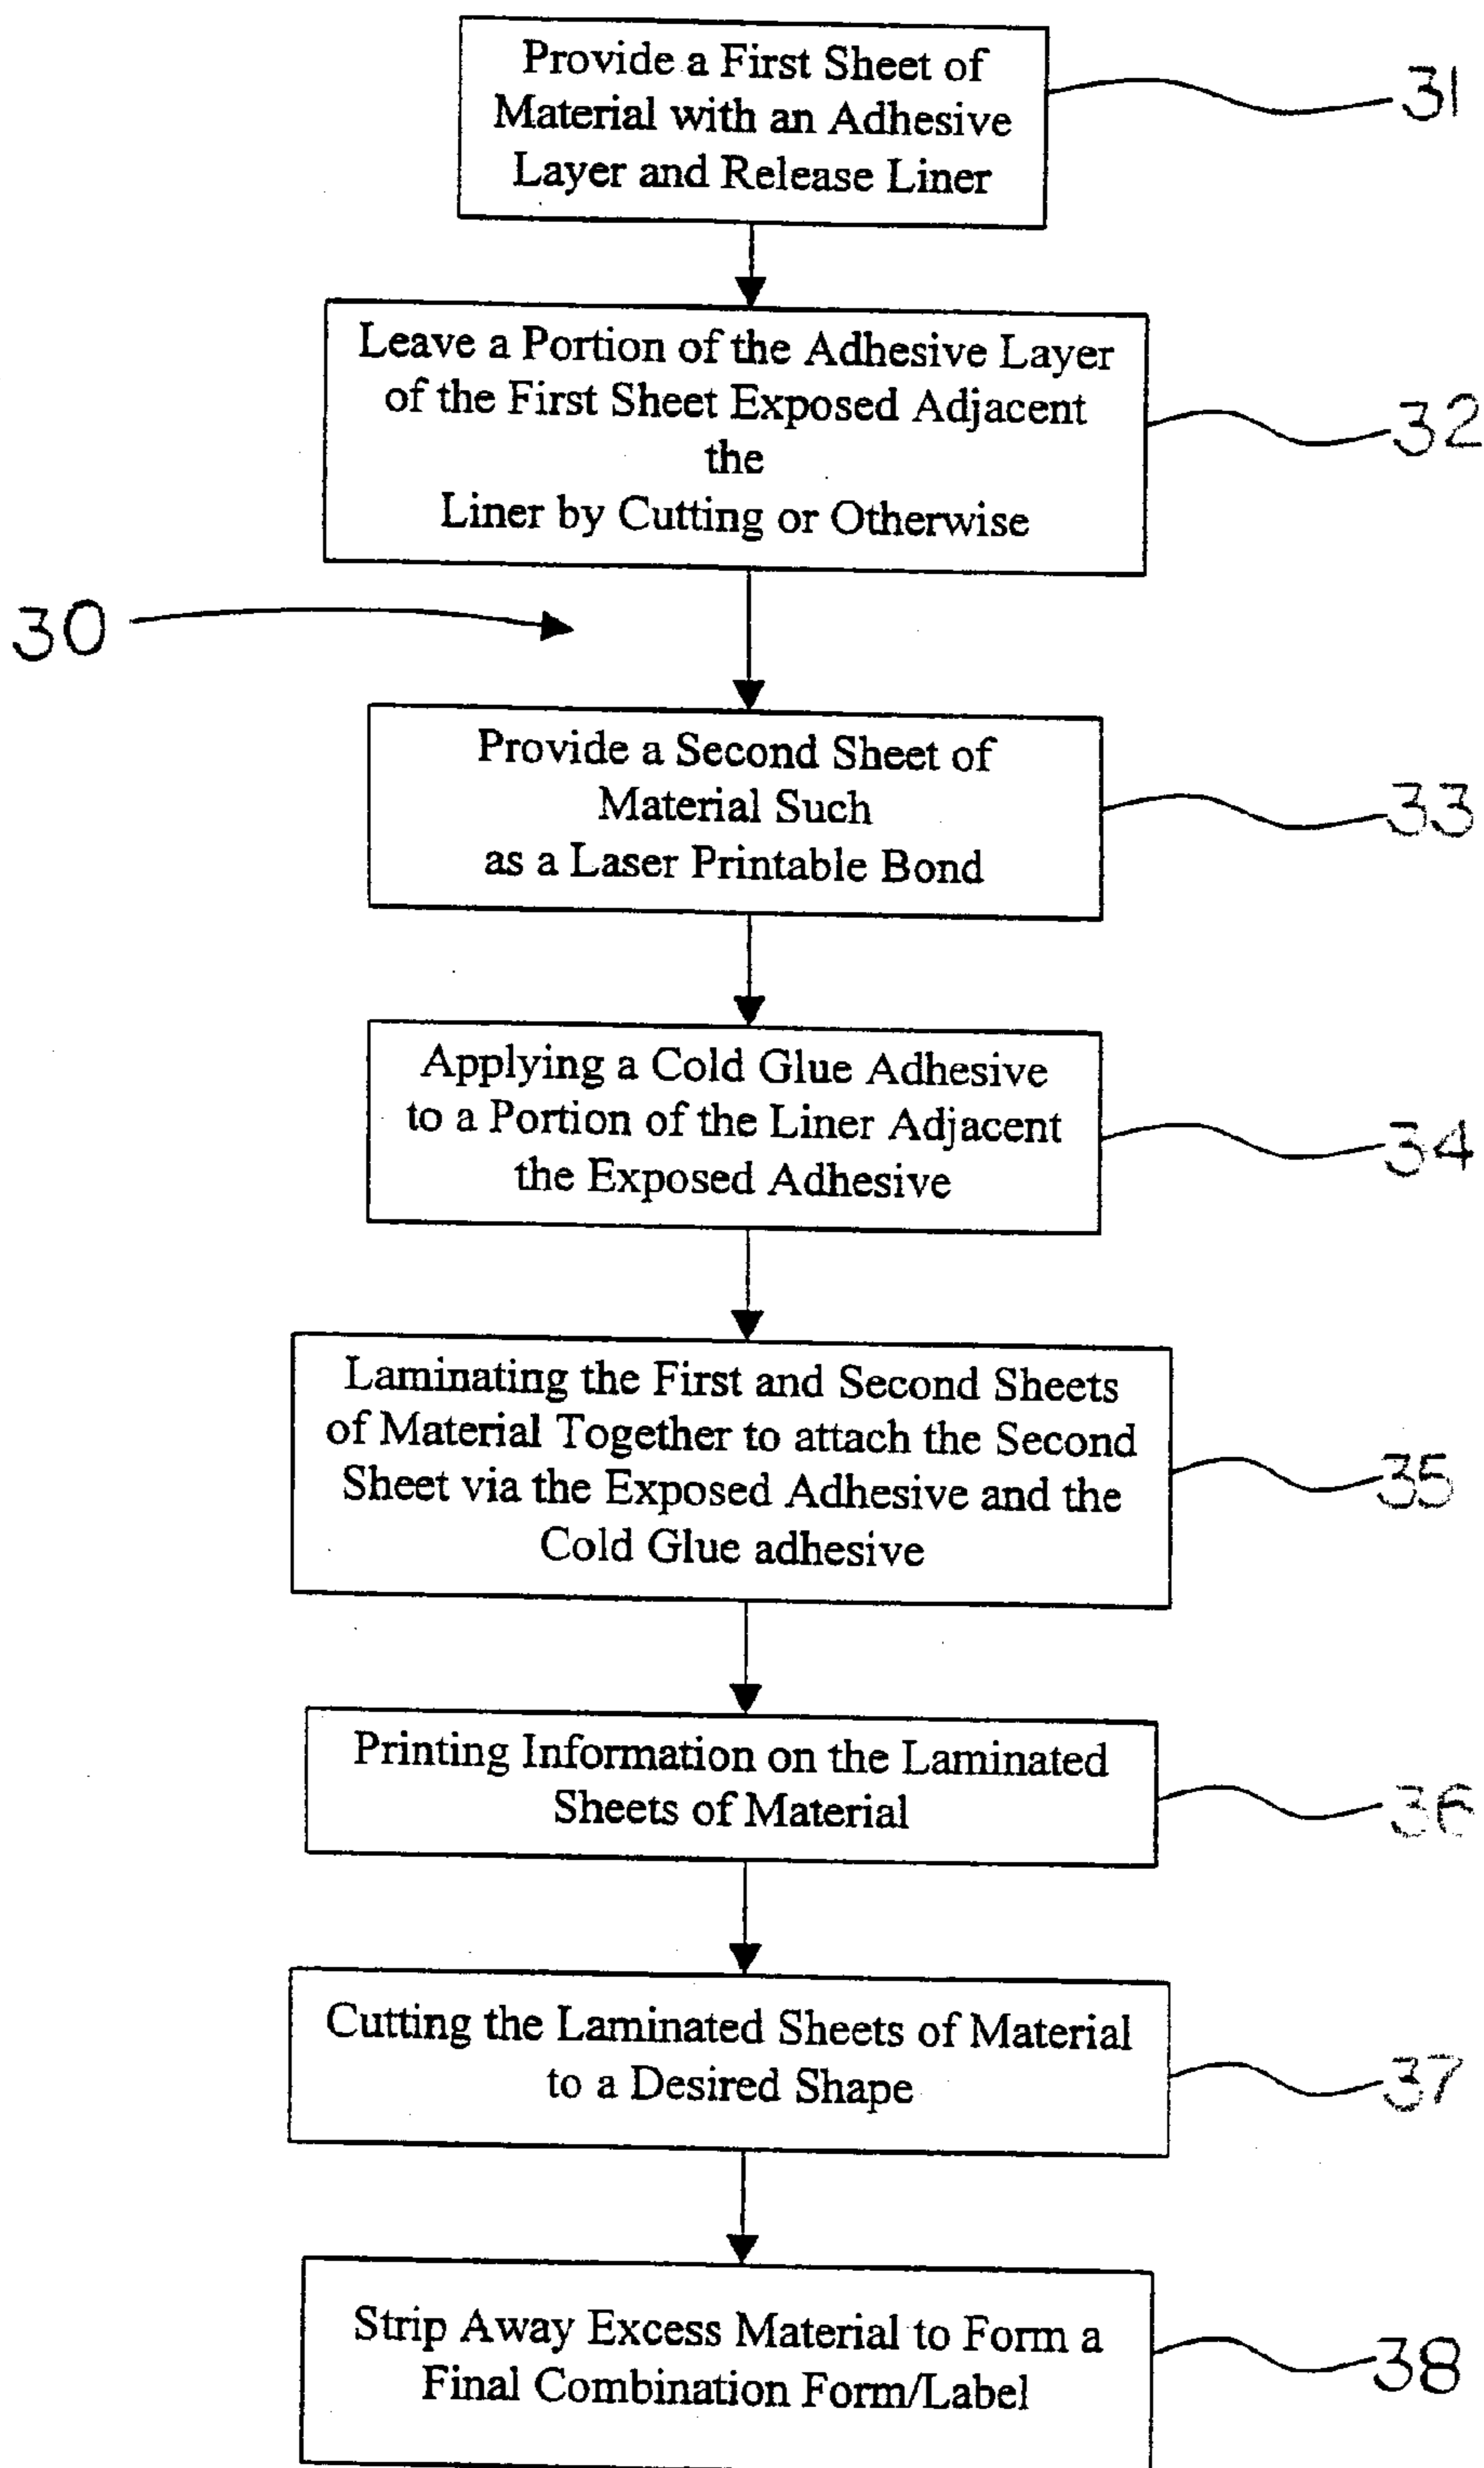 Provide a First Sheet of
Material with an Adhesive
Layer and Release Liner
31
Leave a Portion of the Adhesive Layer
of the First Sheet Exposed Adjacent
the
Liner by Cutting or Otherwise
32
30
Provide a Second Sheet of
Material Such
as a Laser Printable Bond
33
Applying a Cold Glue Adhesive
to a Portion of the Liner Adjacent
the Exposed Adhesive
34
Laminating the First and Second Sheets
of Material Together to attach the Second
Sheet via the Exposed Adhesive and the
Cold Glue adhesive
35
Printing Information on the Laminated
Sheets of Material
36
Cutting the Laminated Sheets of Material
to a Desired Shape
37
Strip Away Excess Material to Form a
Final Combination Form/Label
38